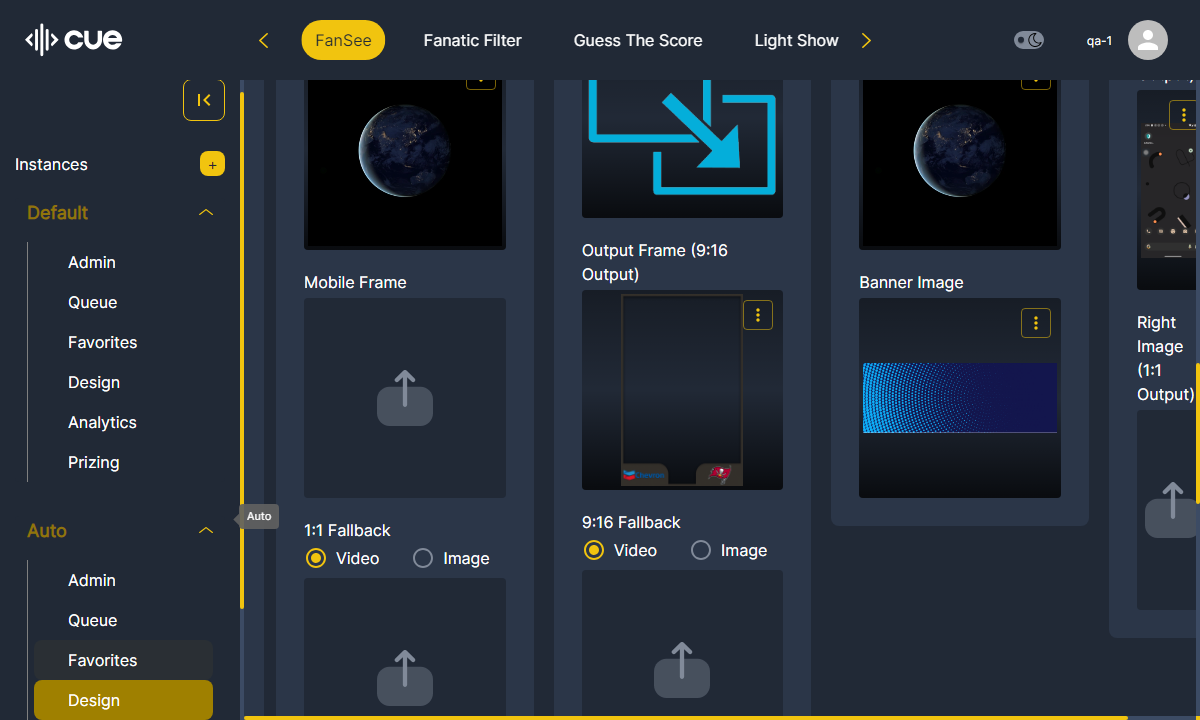 CUE
FanSee
Fanatic Filter
Guess The Score
Light Show
qa-1
Instances
+
Default
Admin
Queue
Favorites
Design
Analytics
Prizing
Auto
Admin
Queue
Favorites
Design
Auto
Mobile Frame
1:1 Fallback
Video
Image
Output Frame (9:16
Output)
9:16 Fallback
Video
Image
Banner Image
Right
Image
(1:1
Output)